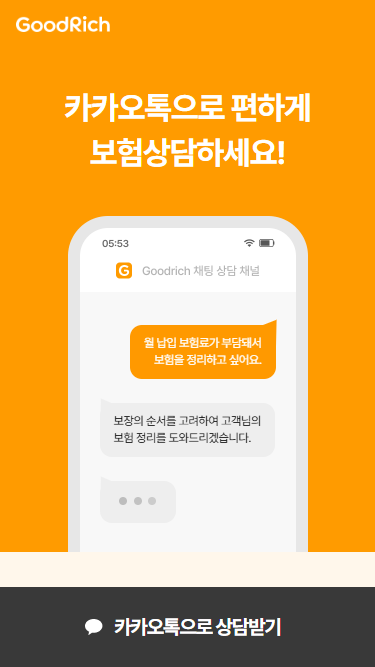 GoodRich
카카오톡으로 편하게
보험상담하세요!
05:53
G Goodrich 채팅 상담 채널
월 납입 보험료가 부담돼서
보험을 정리하고 싶어요.
보장의 순서를 고려하여 고객님의
보험 정리를 도와드리겠습니다.
카카오톡으로 상담받기